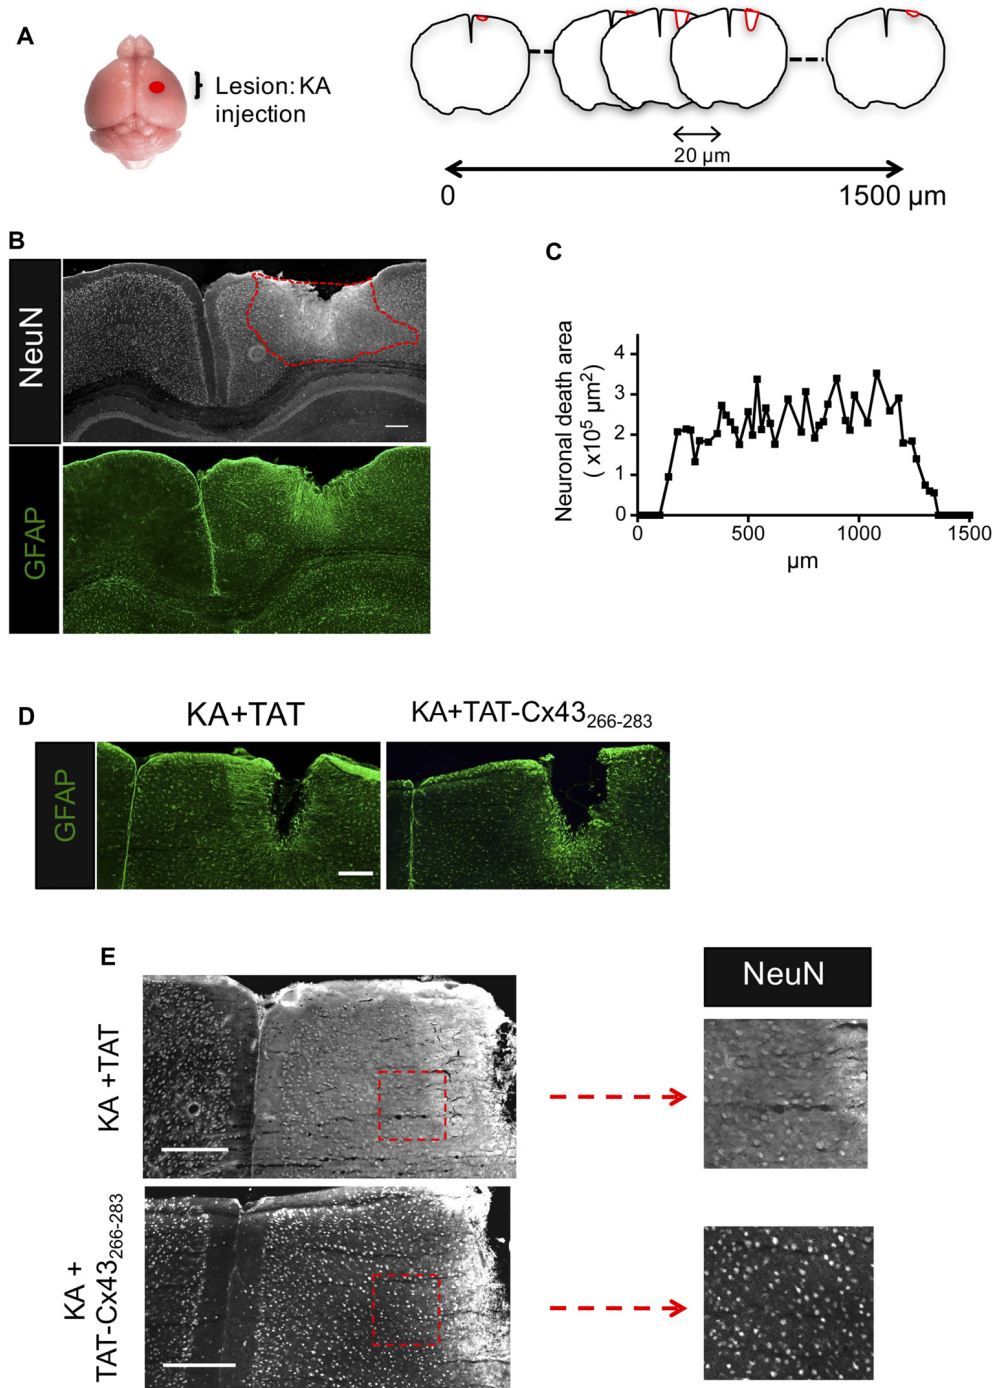 A
Lesion: KA
injection
20 µm
0
1500 µm
B
NeuN
GFAP
C
Neuronal death area
( x10⁵ µm²)
4
3
2
1
0
0 500 1000 1500
µm
D
KA+TAT
KA+TAT-Cx43₂₆₆₋₂₈₃
GFAP
E
KA +TAT
NeuN
KA +
TAT-Cx43₂₆₆₋₂₈₃